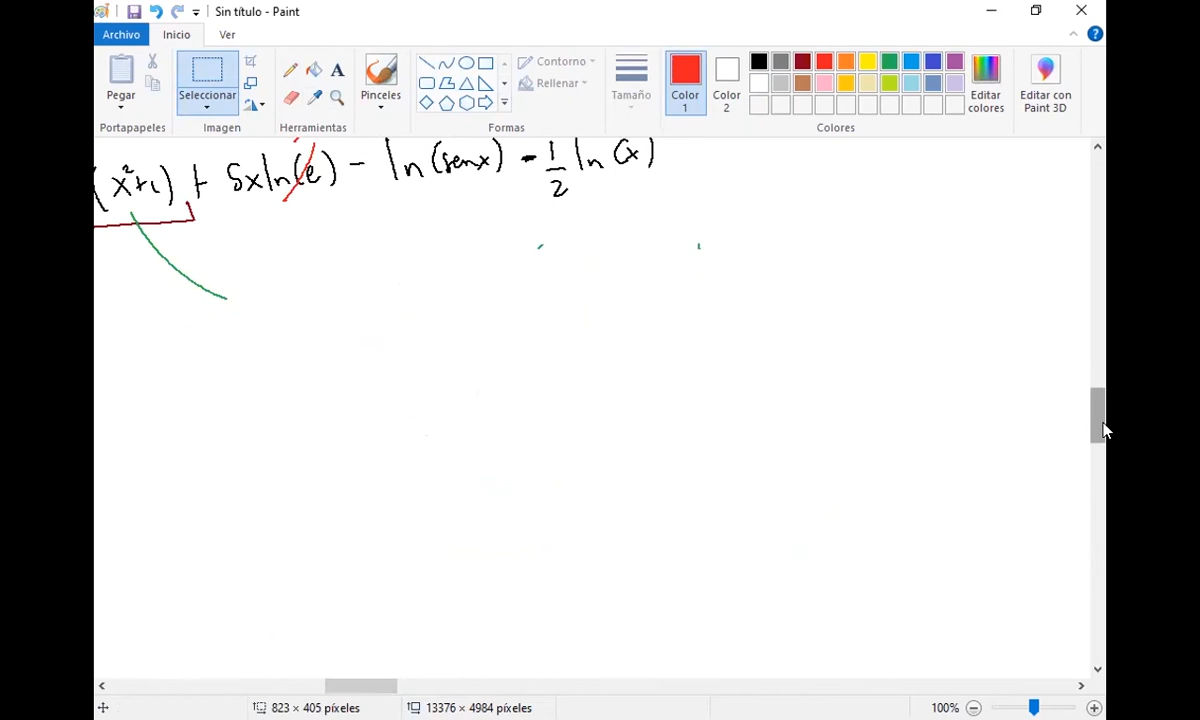 Sin título - Paint
Archivo Inicio Ver
Pegar Seleccionar A Pinceles Contorno Rellenar Tamaño Color 1 Color 2 Editar colores Editar con Paint 3D
Portapapeles Imagen Herramientas Formas Colores
(x²+1) + 5x ln(e) - ln(senx) - 1/2 ln(x)
823 × 405 píxeles 13376 × 4984 píxeles 100%